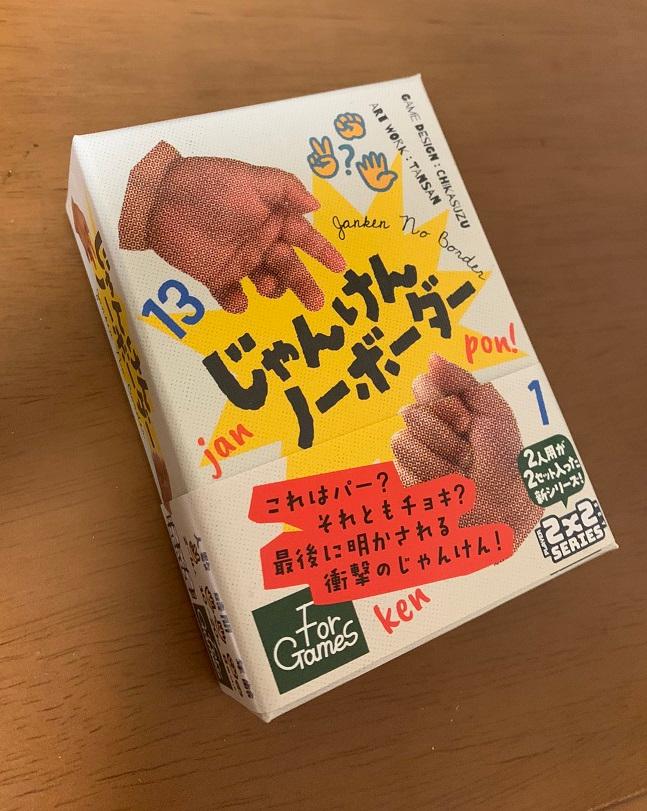 GAME DESIGN : CHIKASUZU
ART WORK : TANSAN
?
Janken No Border
13
じゃんけん
ノーボーダー
jan
pon!
1
これはパー?
それともチョキ?
最後に明かされる
衝撃のじゃんけん!
2人用が
2セット入った
新シリーズ!
2x2
SERIES
For
Games
ken